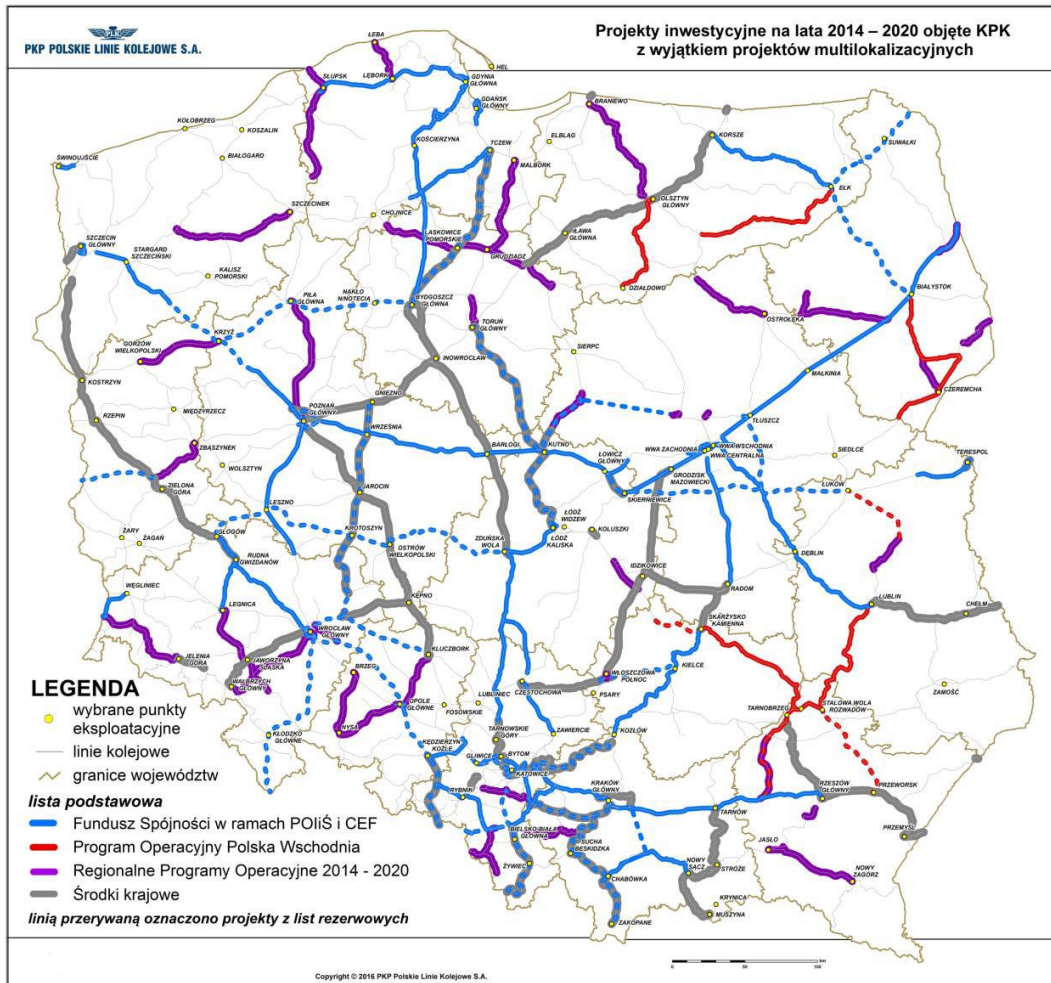 PKP POLSKIE LINIE KOLEJOWE S.A.
Projekty inwestycyjne na lata 2014 – 2020 objęte KPK
z wyjątkiem projektów multilokalizacyjnych
ŁEBA
HEL
SŁUPSK
LĘBORK
GDYNIA
GŁÓWNA
GDAŃSK
GŁÓWNY
BRANIEWO
KOŁOBRZEG
KOSZALIN
KOŚCIERZYNA
ELBLĄG
KORSZE
SUWAŁKI
ŚWINOUJŚCIE
BIAŁOGARD
TCZEW
MALBORK
EŁK
OLSZTYN
GŁÓWNY
SZCZECINEK
CHOJNICE
SZCZECIN
GŁÓWNY
STARGARD
SZCZECIŃSKI
LASKOWICE
POMORSKIE
IŁAWA
GŁÓWNA
GRUDZIĄDZ
KALISZ
POMORSKI
DZIAŁDOWO
BIAŁYSTOK
PIŁA
GŁÓWNA
NAKŁO
N/NOTECIĄ
BYDGOSZCZ
GŁÓWNA
OSTROŁĘKA
TORUŃ
GŁÓWNY
KRZYŻ
GORZÓW
WIELKOPOLSKI
SIERPC
INOWROCŁAW
MAŁKINIA
KOSTRZYN
CZEREMCHA
GNIEZNO
RZEPIN
MIĘDZYRZECZ
POZNAŃ
GŁÓWNY
WRZEŚNIA
TŁUSZCZ
ZBĄSZYNEK
BARŁOGI
KUTNO
WWA ZACHODNIA
WWA WSCHODNIA
WWA CENTRALNA
SIEDLCE
TERESPOL
WOLSZTYN
ŁOWICZ
GŁÓWNY
GRODZISK
MAZOWIECKI
ZIELONA
GÓRA
JAROCIN
SKIERNIEWICE
ŁUKÓW
LESZNO
ŻARY
ŻAGAŃ
GŁOGÓW
KROTOSZYN
OSTRÓW
WIELKOPOLSKI
ZDUŃSKA
WOLA
ŁÓDŹ
WIDZEW
ŁÓDŹ
KALISKA
KOLUSZKI
RUDNA
GWIZDANÓW
DĘBLIN
IDZIKOWICE
RADOM
WĘGLINIEC
LEGNICA
KĘPNO
LUBLIN
CHEŁM
WROCŁAW
GŁÓWNY
SKARŻYSKO
KAMIENNA
JELENIA
GÓRA
JAWORZYNA
ŚLĄSKA
WAŁBRZYCH
GŁÓWNY
BRZEG
KLUCZBORK
WŁOSZCZOWA
PÓŁNOC
KIELCE
CZĘSTOCHOWA
PSARY
ZAMOŚĆ
LUBLINIEC
OPOLE
GŁÓWNE
FOSOWSKIE
STALOWA WOLA
ROZWADÓW
TARNOBRZEG
KŁODZKO
GŁÓWNE
NYSA
TARNOWSKIE
GÓRY
ZAWIERCIE
KOZŁÓW
KĘDZIERZYN
KOŹLE
GLIWICE
BYTOM
KATOWICE
RYBNIK
KRAKÓW
GŁÓWNY
RZESZÓW
GŁÓWNY
PRZEWORSK
TARNÓW
BIELSKO-BIAŁA
GŁÓWNA
SUCHA
BESKIDZKA
PRZEMYŚL
JASŁO
ŻYWIEC
CHABÓWKA
NOWY
SĄCZ
STRÓŻE
NOWY
ZAGÓRZ
KRYNICA
MUSZYNA
ZAKOPANE
LEGENDA
wybrane punkty
eksploatacyjne
linie kolejowe
granice województw
lista podstawowa
Fundusz Spójności w ramach POIiŚ i CEF
Program Operacyjny Polska Wschodnia
Regionalne Programy Operacyjne 2014 - 2020
Środki krajowe
linią przerywaną oznaczono projekty z list rezerwowych
0 50 100 km
Copyright © 2016 PKP Polskie Linie Kolejowe S.A.